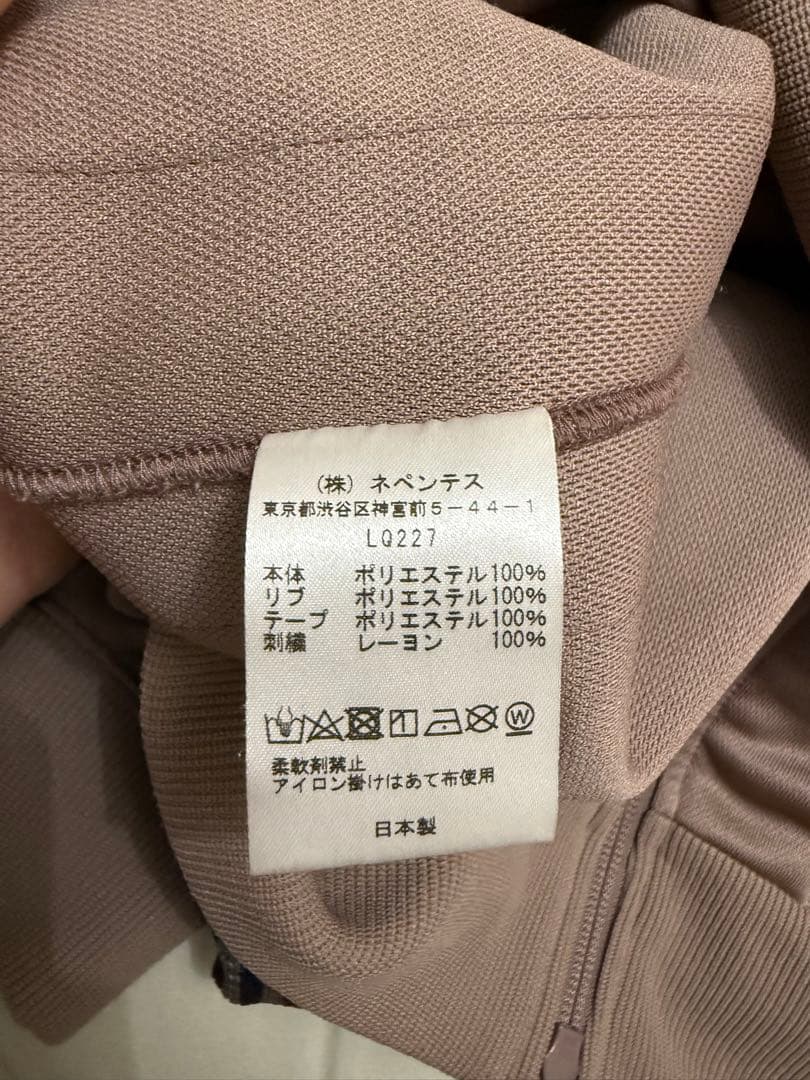 (株) ネペンテス
東京都渋谷区神宮前5-44-1
LQ227
本体 ポリエステル100%
リブ ポリエステル100%
テープ ポリエステル100%
刺繍 レーヨン 100%
W
柔軟剤禁止
アイロン掛けはあて布使用
日本製